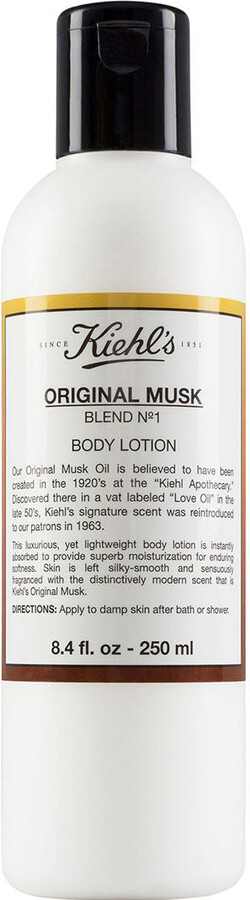 Kiehl's
SINCE 1851
ORIGINAL MUSK
BLEND Nº1
BODY LOTION
Our Original Musk Oil is believed to have been
created in the 1920's at the "Kiehl Apothecary."
Discovered there in a vat labeled "Love Oil" in the
late 50's, Kiehl's signature scent was reintroduced
to our patrons in 1963.
This luxurious, yet lightweight body lotion is instantly
absorbed to provide superb moisturization for enduring
softness. Skin is left silky-smooth and sensuously
fragranced with the distinctively modern scent that is
Kiehl's Original Musk.
DIRECTIONS: Apply to damp skin after bath or shower.
8.4 fl. oz - 250 ml